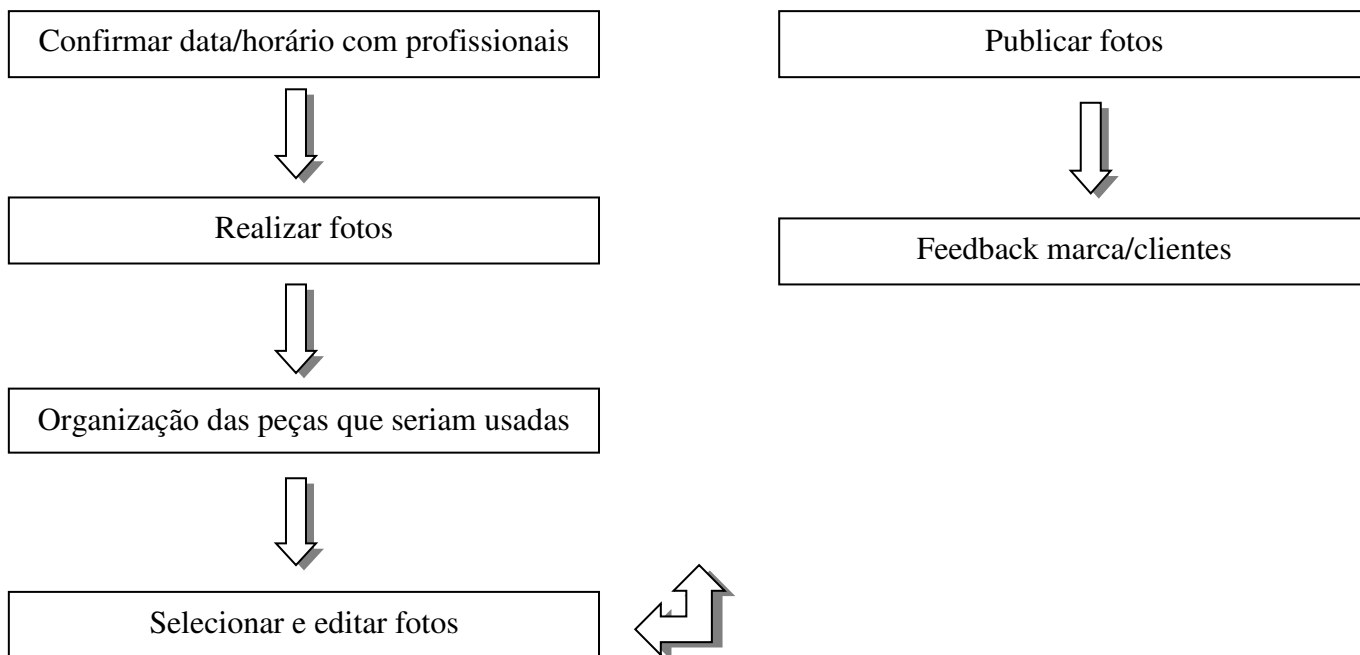 Confirmar data/horário com profissionais
Realizar fotos
Organização das peças que seriam usadas
Selecionar e editar fotos
Publicar fotos
Feedback marca/clientes